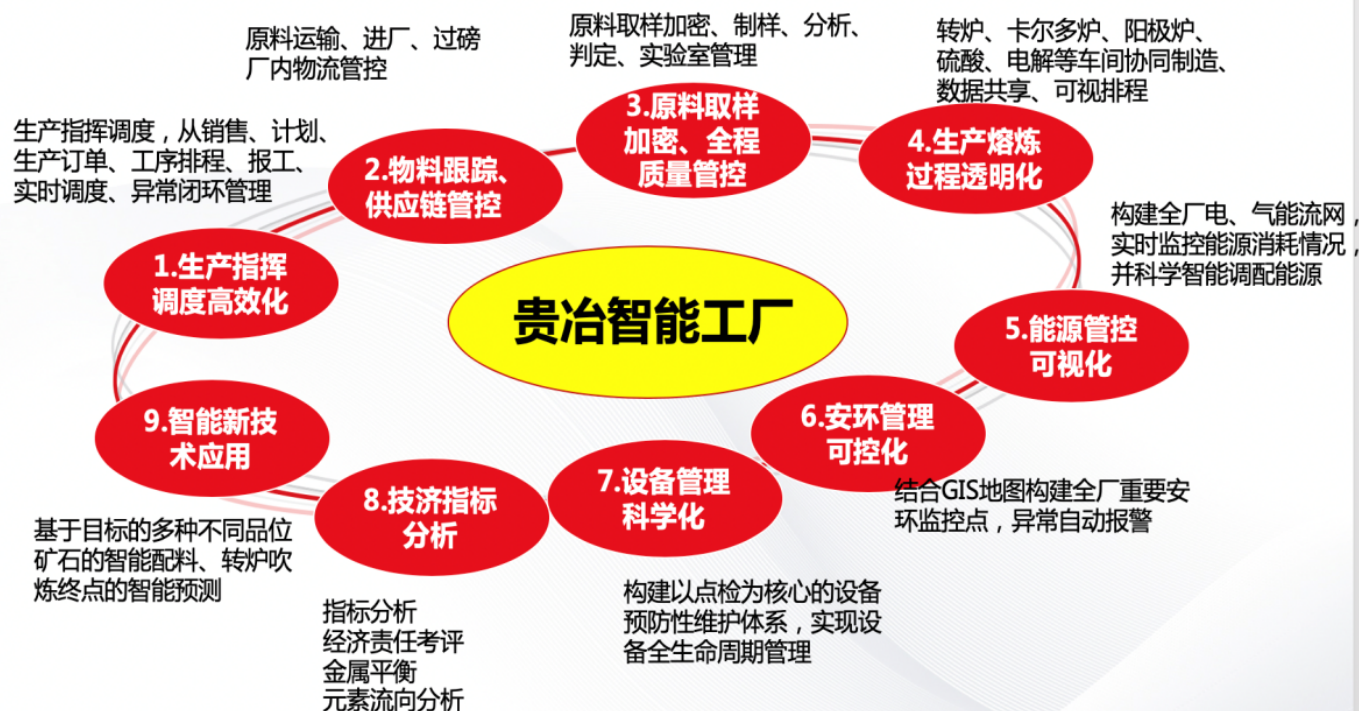 原料运输、进厂、过磅
厂内物流管控
原料取样加密、制样、分析、
判定、实验室管理
转炉、卡尔多炉、阳极炉、
硫酸、电解等车间协同制造、
数据共享、可视排程
生产指挥调度，从销售、计划、
生产订单、工序排程、报工、
实时调度、异常闭环管理
2.物料跟踪、
供应链管控
3.原料取样
加密、全程
质量管控
4.生产熔炼
过程透明化
构建全厂电、气能流网，
实时监控能源消耗情况，
并科学智能调配能源
1.生产指挥
调度高效化
贵冶智能工厂
5.能源管控
可视化
9.智能新技
术应用
8.技济指标
分析
7.设备管理
科学化
6.安环管理
可控化
结合GIS地图构建全厂重要安
环监控点，异常自动报警
基于目标的多种不同品位
矿石的智能配料、转炉吹
炼终点的智能预测
指标分析
经济责任考评
金属平衡
元素流向分析
构建以点检为核心的设备
预防性维护体系，实现设
备全生命周期管理